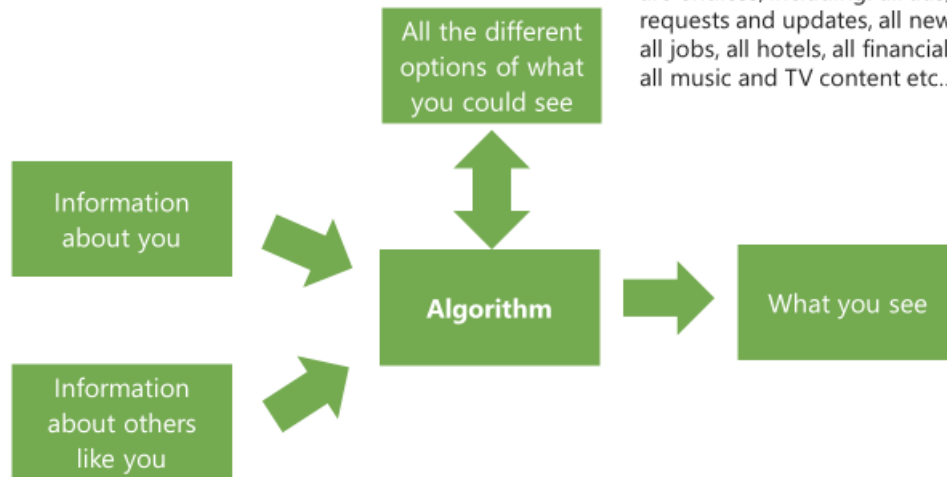 All the different
options of what
you could see
requests and updates, all new
all jobs, all hotels, all financial
all music and TV content etc..
Information
about you
Algorithm
What you see
Information
about others
like you